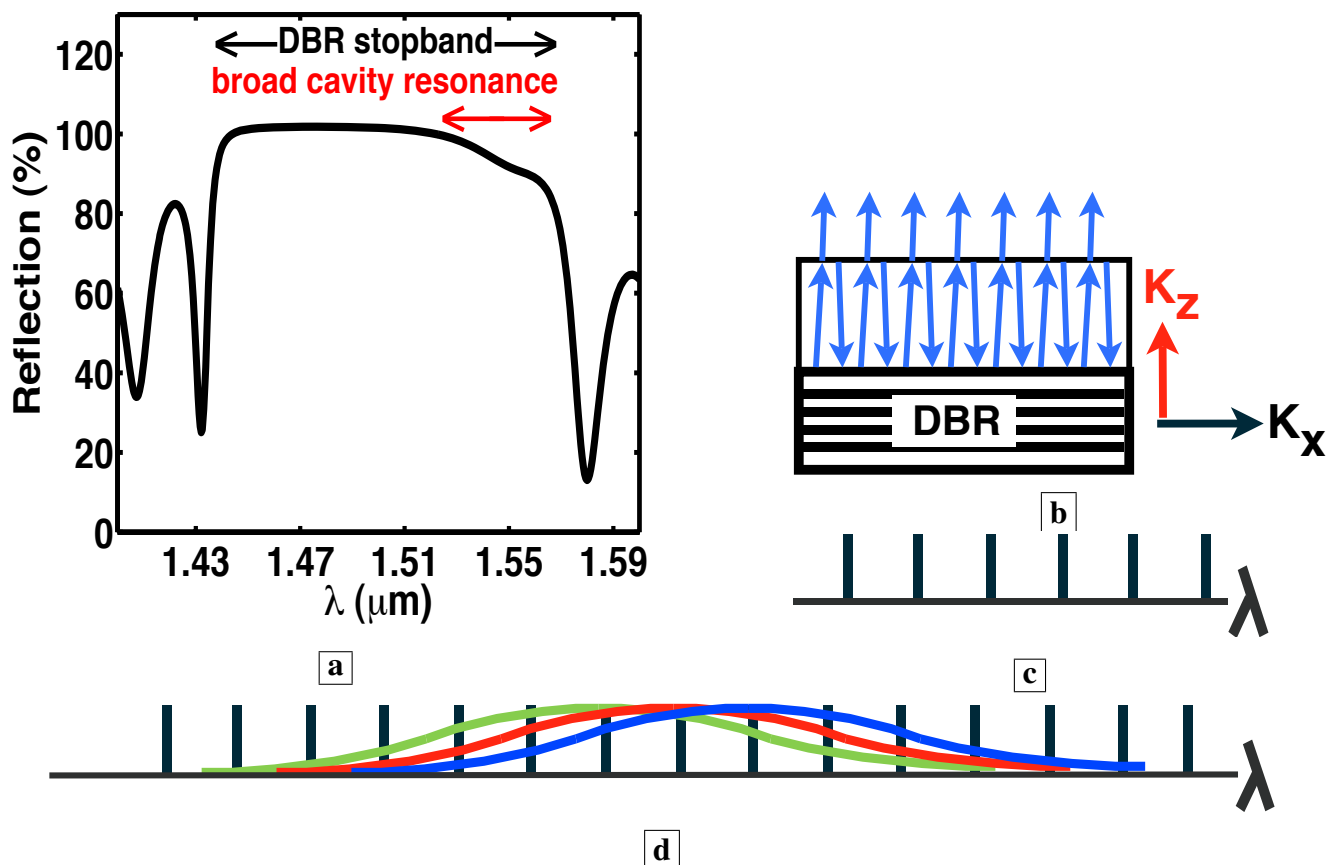 DBR stopband
broad cavity resonance
120
100
80
60
40
20
0
Reflection (%)
1.43 1.47 1.51 1.55 1.59
λ (μm)
a
DBR
Kz
Kx
b
λ
c
λ
d